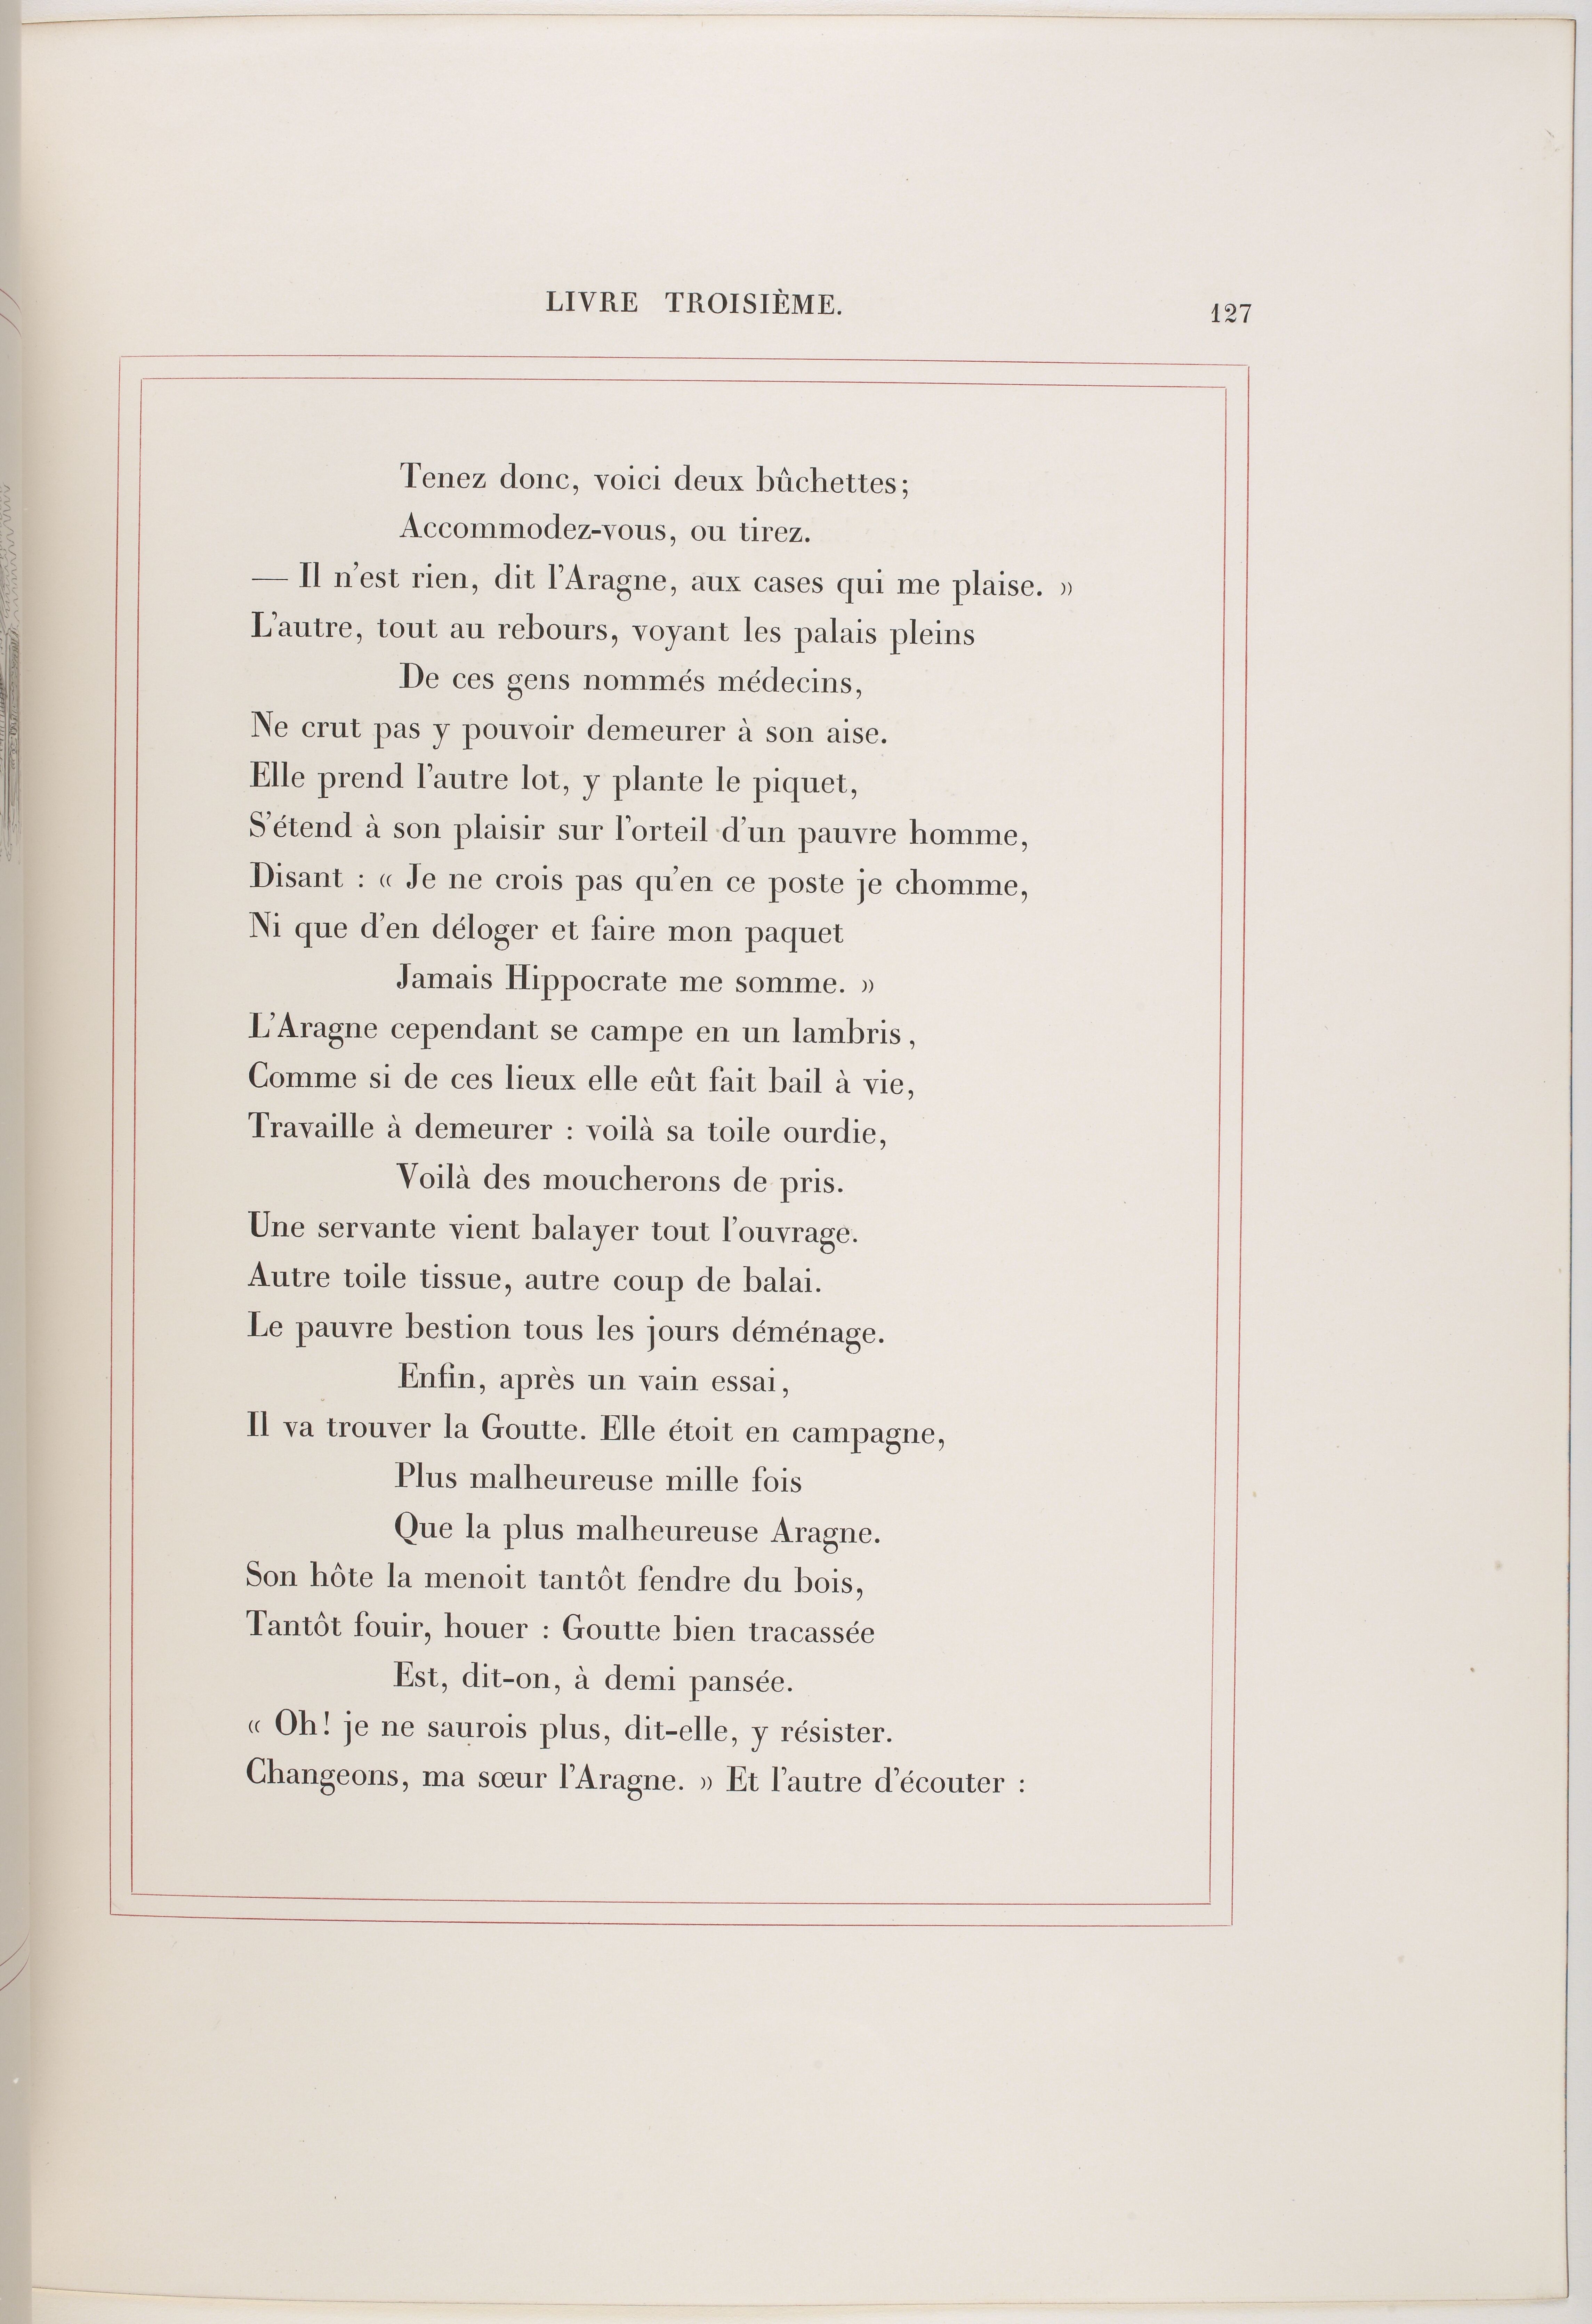 LIVRE TROISIÈME.
127
Tenez donc, voici deux bûchettes;
Accommodez-vous, ou tirez.
— Il n'est rien, dit l'Aragne, aux cases qui me plaise. »
L'autre, tout au rebours, voyant les palais pleins
De ces gens nommés médecins,
Ne crut pas y pouvoir demeurer à son aise.
Elle prend l'autre lot, y plante le piquet,
S'étend à son plaisir sur l'orteil d'un pauvre homme,
Disant : « Je ne crois pas qu'en ce poste je chomme,
Ni que d'en déloger et faire mon paquet
Jamais Hippocrate me somme. »
L'Aragne cependant se campe en un lambris,
Comme si de ces lieux elle eût fait bail à vie,
Travaille à demeurer : voilà sa toile ourdie,
Voilà des moucherons de pris.
Une servante vient balayer tout l'ouvrage.
Autre toile tissue, autre coup de balai.
Le pauvre bestion tous les jours déménage.
Enfin, après un vain essai,
Il va trouver la Goutte. Elle étoit en campagne,
Plus malheureuse mille fois
Que la plus malheureuse Aragne.
Son hôte la menoit tantôt fendre du bois,
Tantôt fouir, houer : Goutte bien tracassée
Est, dit-on, à demi pansée.
« Oh! je ne saurois plus, dit-elle, y résister.
Changeons, ma sœur l'Aragne. » Et l'autre d'écouter :